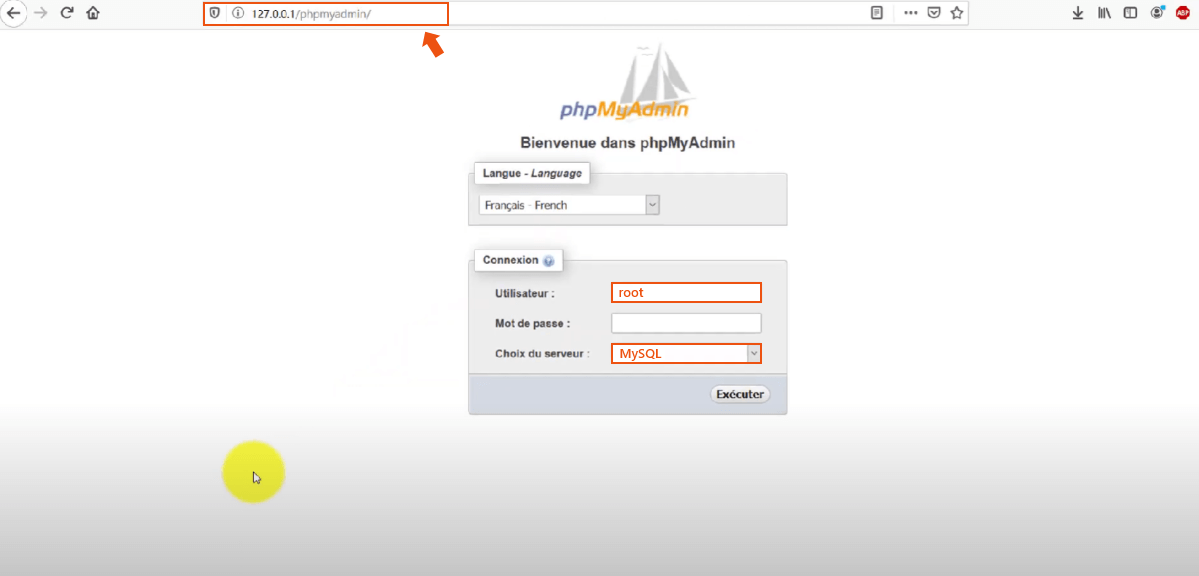 127.0.0.1/phpmyadmin/
ABP
phpMyAdmin
Bienvenue dans phpMyAdmin
Langue - Language
Français - French
Connexion
Utilisateur :
root
Mot de passe :
Choix du serveur :
MySQL
Exécuter